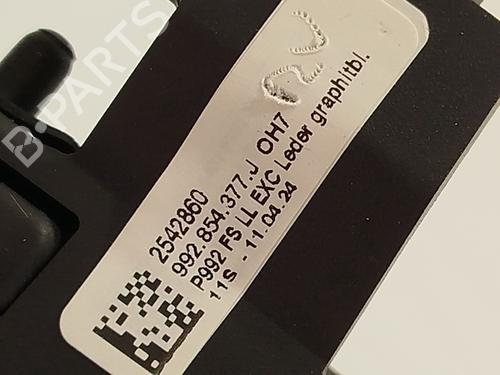 B-PARTS
2542860
992.854.377.J OH7
P992 FS LL EXC Leder graphitbl.
11S - 11.04.24